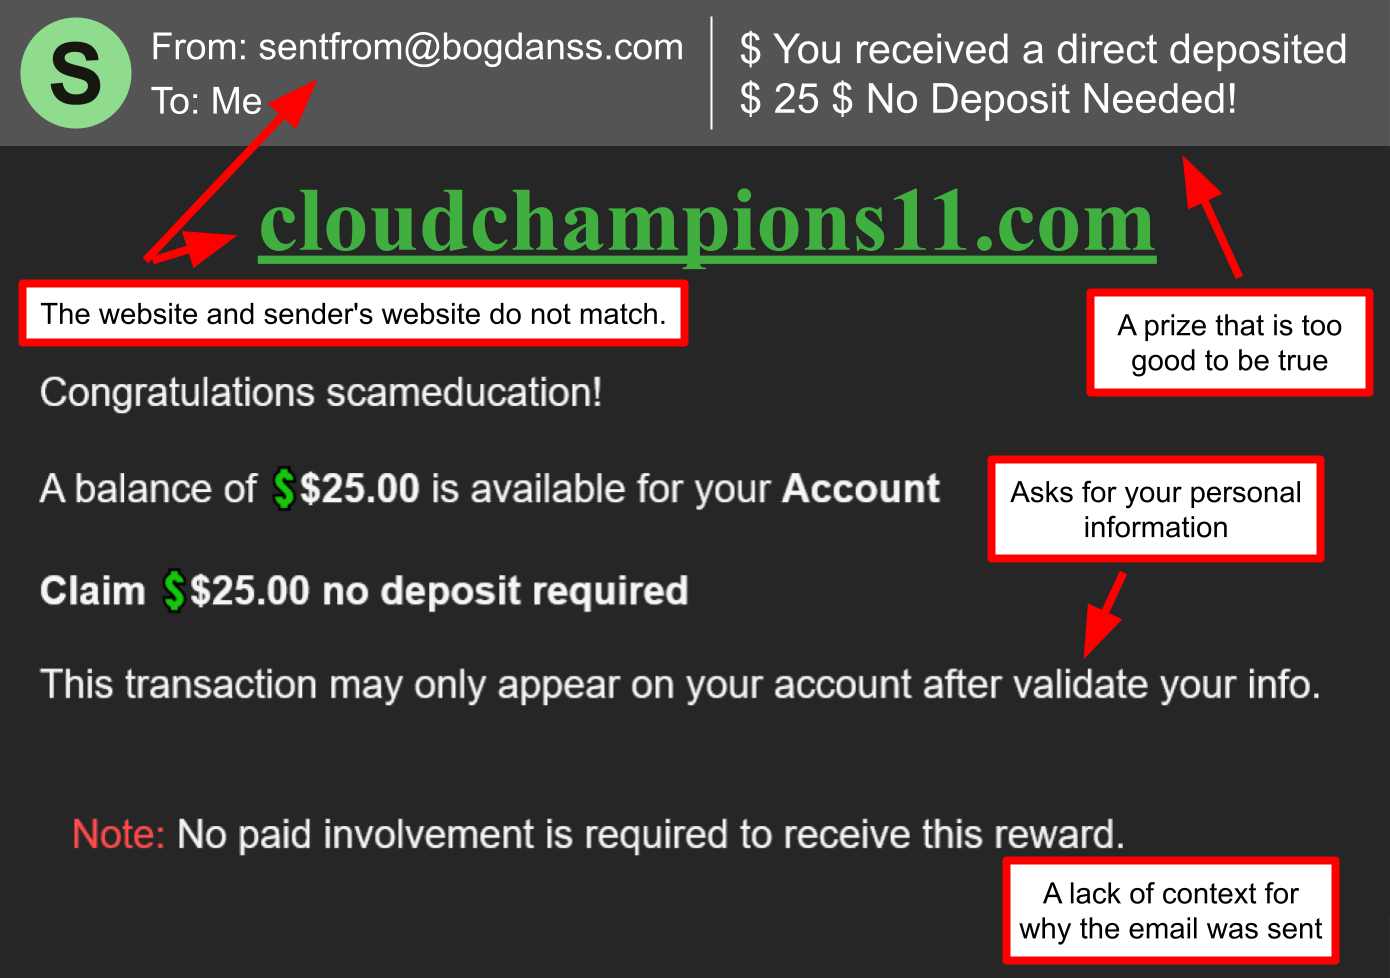 S
From: sentfrom@bogdanss.com
To: Me
$ You received a direct deposited
$ 25 $ No Deposit Needed!
cloudchampions11.com
The website and sender's website do not match.
A prize that is too
good to be true
Congratulations scameducation!
A balance of $$25.00 is available for your Account
Asks for your personal
information
Claim $$25.00 no deposit required
This transaction may only appear on your account after validate your info.
Note: No paid involvement is required to receive this reward.
A lack of context for
why the email was sent